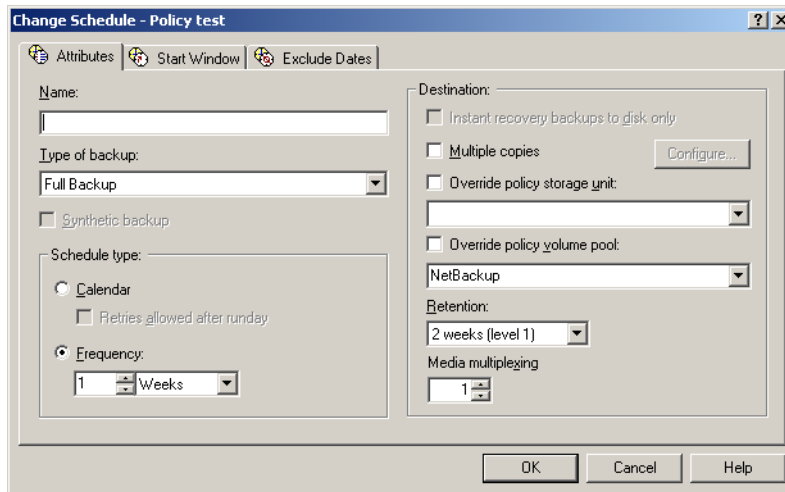 Change Schedule - Policy test
Attributes
Start Window
Exclude Dates
Name:
Type of backup:
Full Backup
Synthetic backup
Schedule type:
Calendar
Retries allowed after runday
Frequency:
1
Weeks
Destination:
Instant recovery backups to disk only
Multiple copies
Configure...
Override policy storage unit:
Override policy volume pool:
NetBackup
Retention:
2 weeks (level 1)
Media multiplexing
1
OK
Cancel
Help